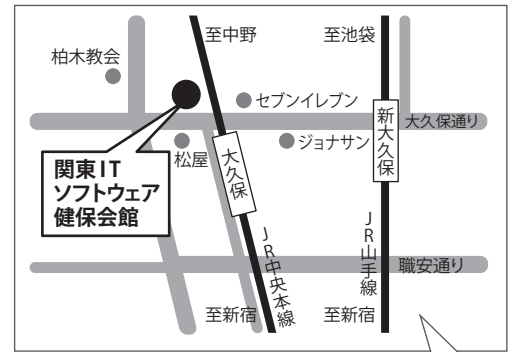 至中野
至池袋
柏木教会
セブンイレブン
新大久保
大久保通り
ジョナサン
松屋
大久保
関東IT
ソフトウェア
健保会館
JR中央本線
JR山手線
職安通り
至新宿
至新宿